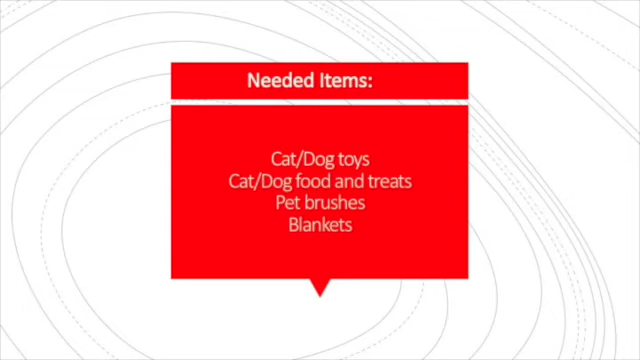 Needed Items:
Cat/Dog toys
Cat/Dog food and treats
Pet brushes
Blankets